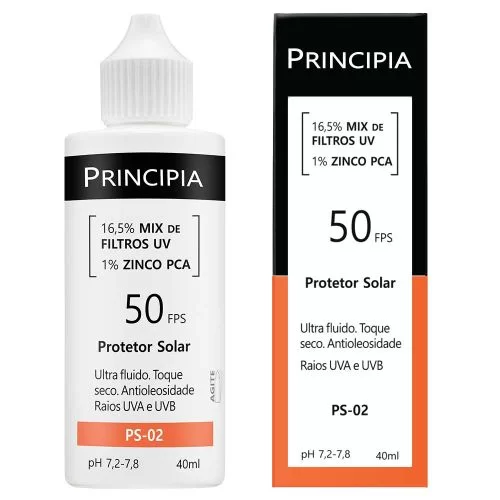 PRINCIPIA
16,5% MIX DE
FILTROS UV
1% ZINCO PCA
50 FPS
Protetor Solar
Ultra fluido. Toque
seco. Antioleosidade
Raios UVA e UVB
AGITE
PS-02
pH 7,2-7,8 40ml
PRINCIPIA
16,5% MIX DE
FILTROS UV
1% ZINCO PCA
50 FPS
Protetor Solar
Ultra fluido. Toque
seco. Antioleosidade
Raios UVA e UVB
PS-02
pH 7,2-7,8 40ml